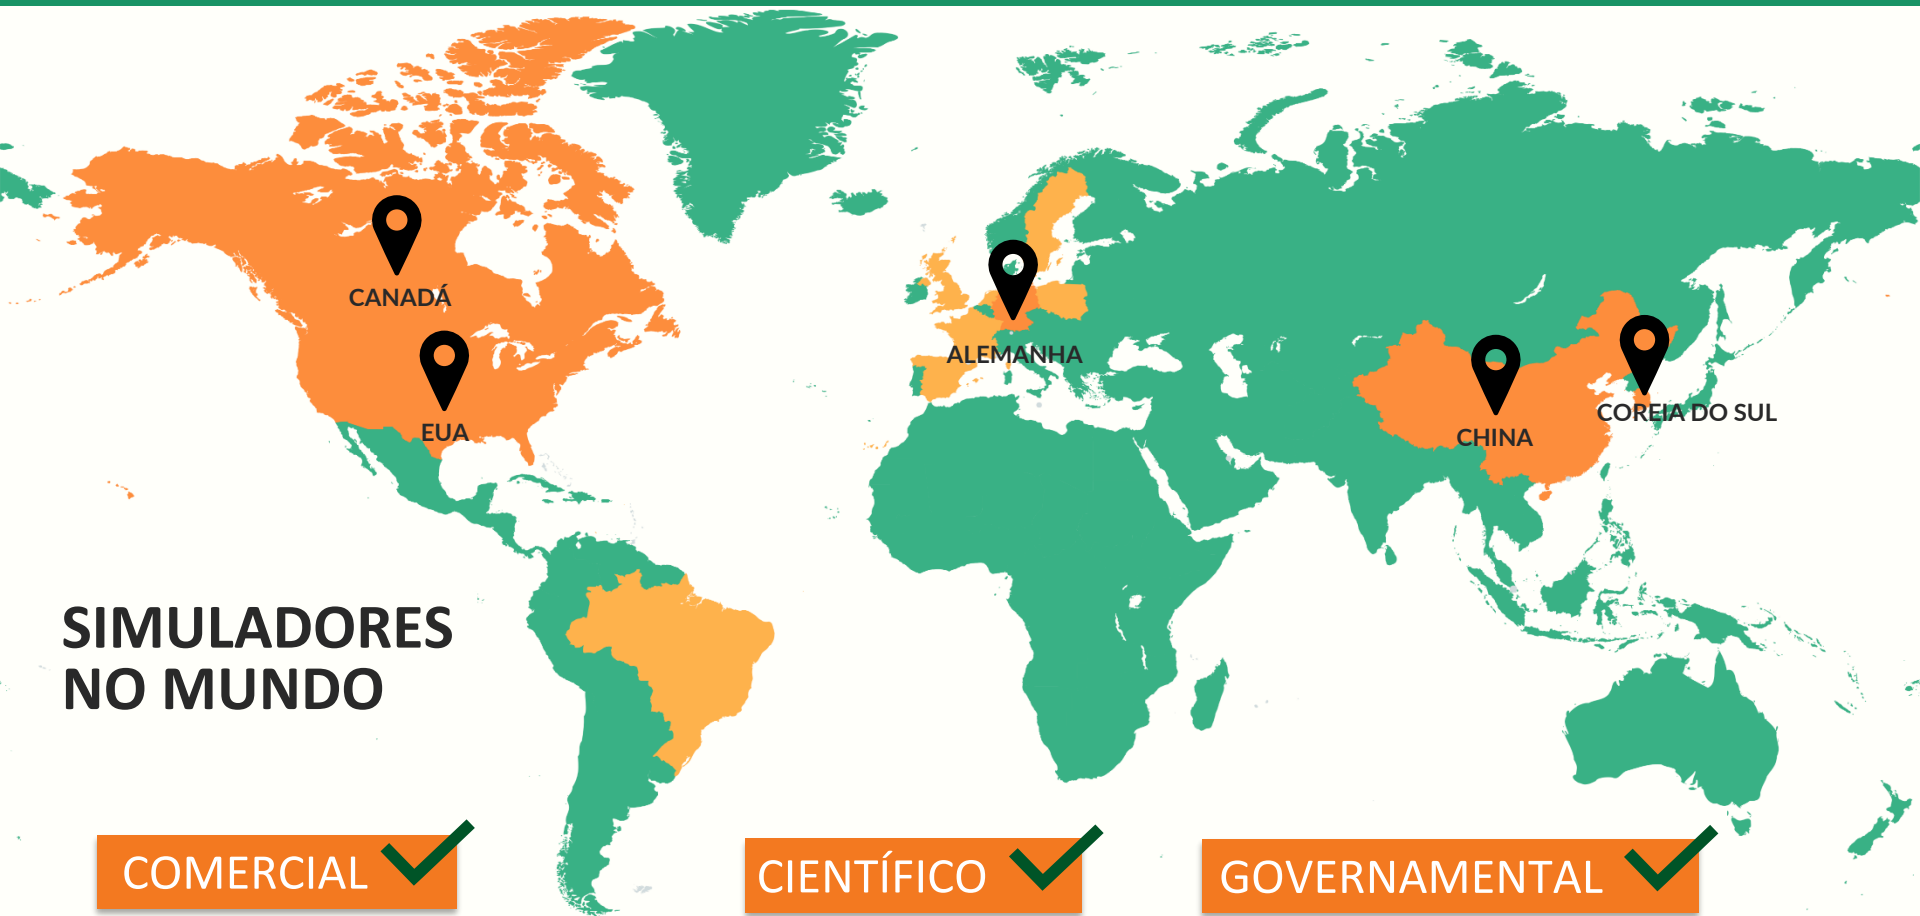 CANADÁ
EUA
ALEMANHA
CHINA
COREIA DO SUL
SIMULADORES
NO MUNDO
COMERCIAL
CIENTÍFICO
GOVERNAMENTAL